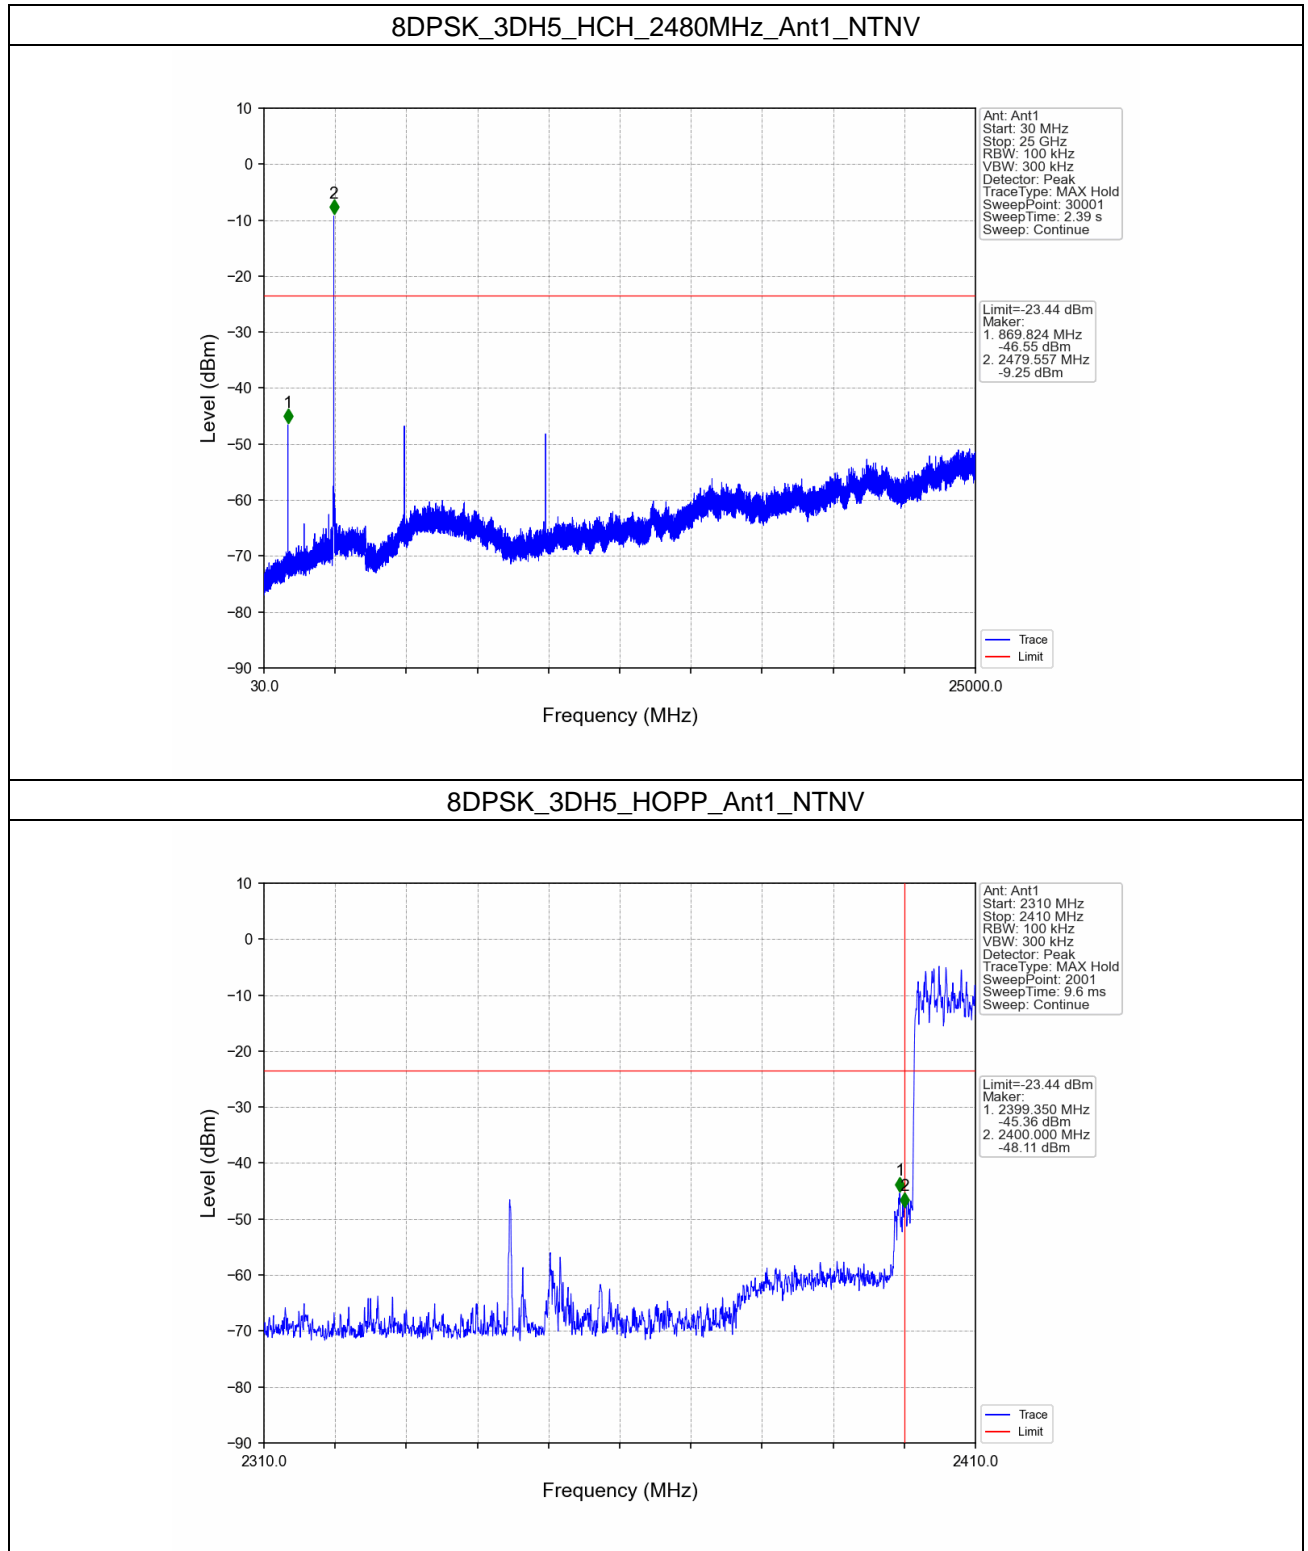 8DPSK_3DH5_HCH_2480MHz_Ant1_NTNV
10
0
−10
−20
−30
−40
−50
−60
−70
−80
−90
Level (dBm)
1
2
30.0
25000.0
Frequency (MHz)
Ant: Ant1
Start: 30 MHz
Stop: 25 GHz
RBW: 100 kHz
VBW: 300 kHz
Detector: Peak
TraceType: MAX Hold
SweepPoint: 30001
SweepTime: 2.39 s
Sweep: Continue
Limit=-23.44 dBm
Maker:
1. 869.824 MHz
-46.55 dBm
2. 2479.557 MHz
-9.25 dBm
Trace
Limit
8DPSK_3DH5_HOPP_Ant1_NTNV
10
0
−10
−20
−30
−40
−50
−60
−70
−80
−90
Level (dBm)
1
2
2310.0
2410.0
Frequency (MHz)
Ant: Ant1
Start: 2310 MHz
Stop: 2410 MHz
RBW: 100 kHz
VBW: 300 kHz
Detector: Peak
TraceType: MAX Hold
SweepPoint: 2001
SweepTime: 9.6 ms
Sweep: Continue
Limit=-23.44 dBm
Maker:
1. 2399.350 MHz
-45.36 dBm
2. 2400.000 MHz
-48.11 dBm
Trace
Limit